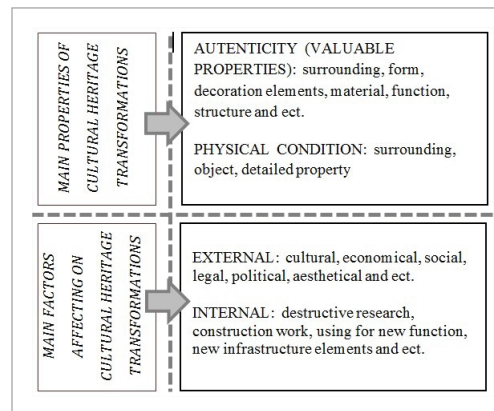 MAIN PROPERTIES OF
CULTURAL HERITAGE
TRANSFORMATIONS
AUTENTICITY (VALUABLE
PROPERTIES): surrounding, form,
decoration elements, material, function,
structure and ect.
PHYSICAL CONDITION: surrounding,
object, detailed property
MAIN FACTORS
AFFECTING ON
CULTURAL HERITAGE
TRANSFORMATIONS
EXTERNAL: cultural, economical, social,
legal, political, aesthetical and ect.
INTERNAL: destructive research,
construction work, using for new function,
new infrastructure elements and ect.